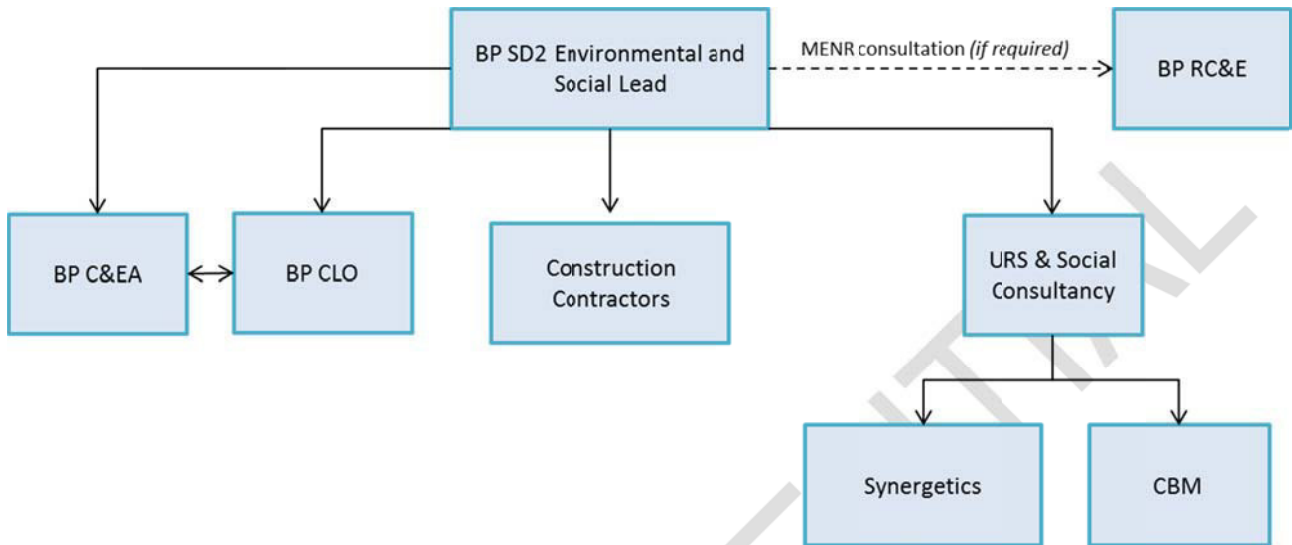 BP SD2 Environmental and
Social Lead
MENR consultation (if required)
BP RC&E
BP C&EA
BP CLO
Construction
Contractors
URS & Social
Consultancy
Synergetics
CBM